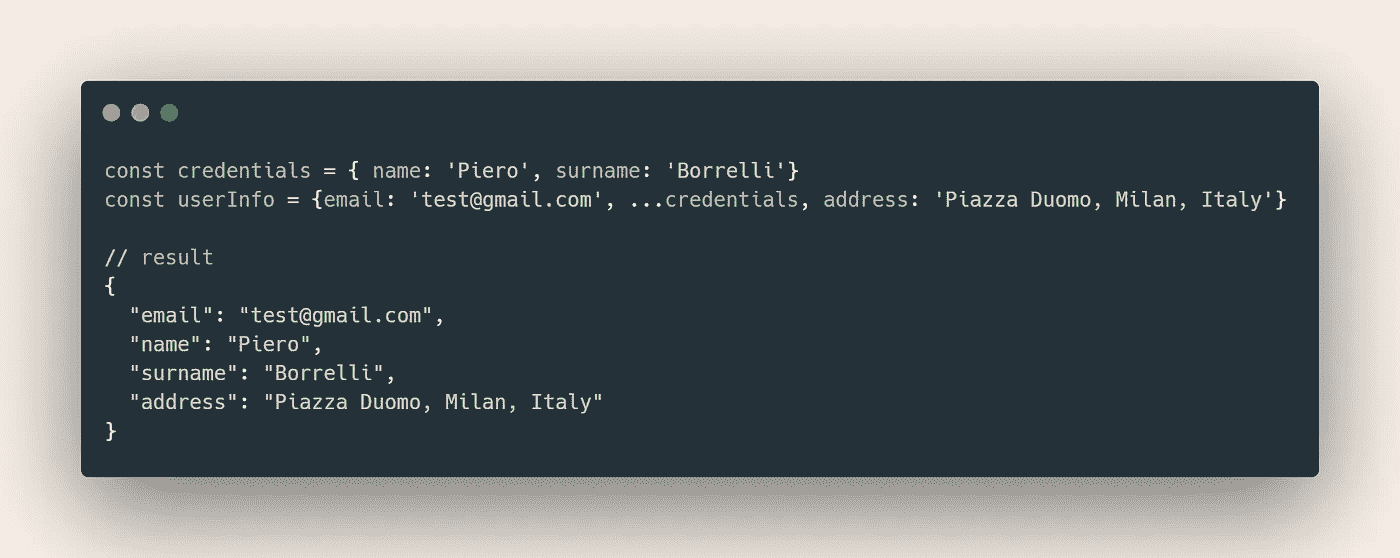 const credentials = { name: 'Piero', surname: 'Borrelli'}
const userInfo = {email: 'test@gmail.com', ...credentials, address: 'Piazza Duomo, Milan, Italy'}
// result
{
  "email": "test@gmail.com",
  "name": "Piero",
  "surname": "Borrelli",
  "address": "Piazza Duomo, Milan, Italy"
}